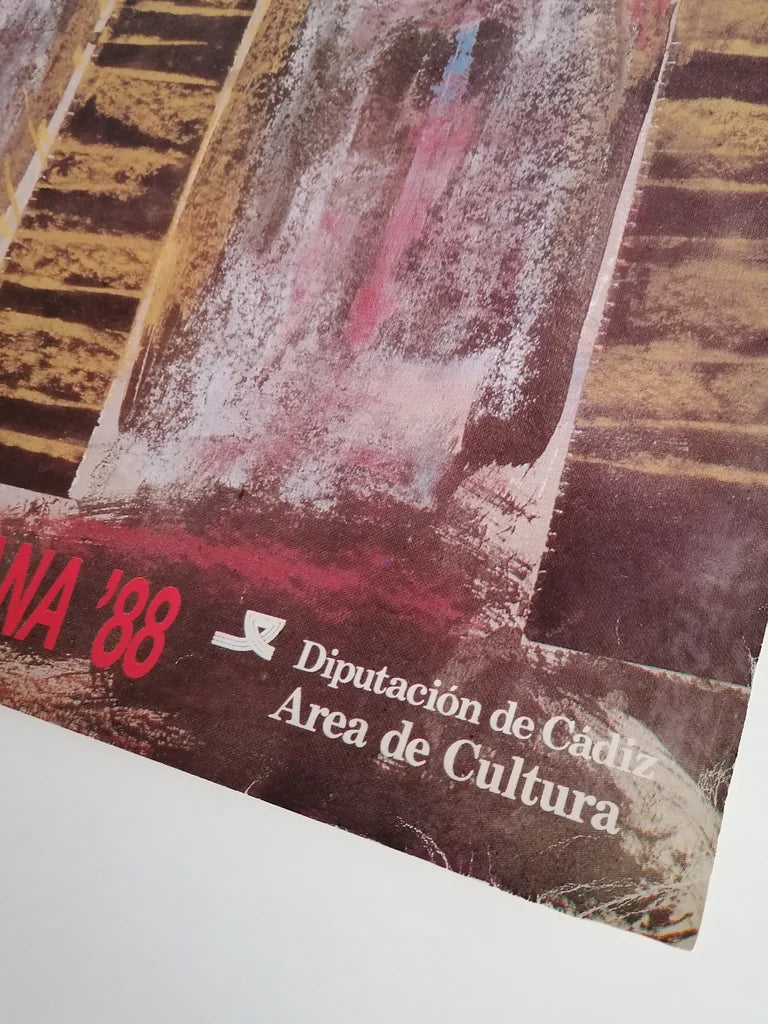 NA '88
Diputación de Cádiz
Area de Cultura